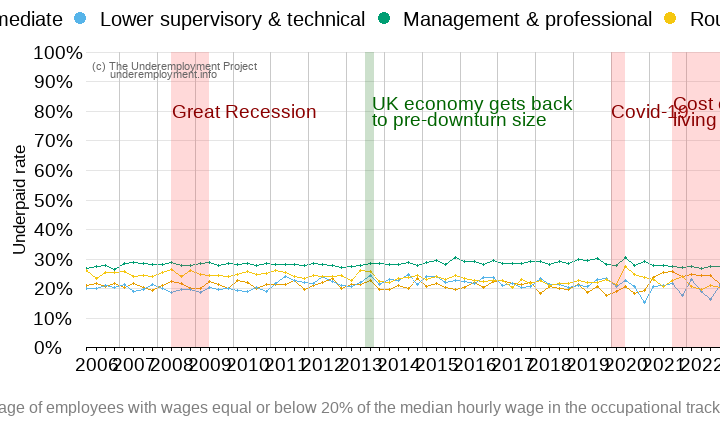 mediate Lower supervisory & technical Management & professional Rou
100%
(c) The Underemployment Project
underemployment.info
90%
80%
Great Recession
UK economy gets back
to pre-downturn size
Covid-19
Cost o
living
70%
60%
50%
40%
30%
20%
10%
0%
Underpaid rate
2006 2007 2008 2009 2010 2011 2012 2013 2014 2015 2016 2017 2018 2019 2020 2021 2022
age of employees with wages equal or below 20% of the median hourly wage in the occupational track